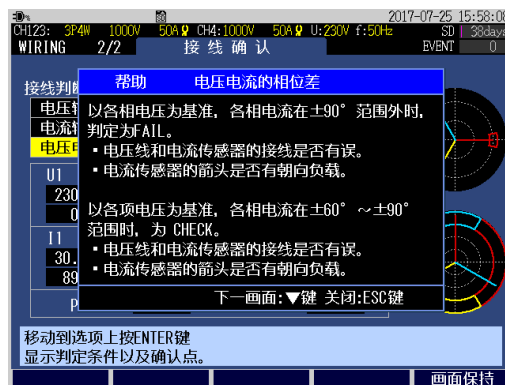 2017-07-25 15:58:08
CH123: 3P4W 1000V 50A CH4:1000V 50A U:230V f:50Hz SD 38days
WIRING 2/2 接线确认 EVENT 0
接线判
帮助 电压电流的相位差
电压
电流
电压
以各相电压为基准, 各相电流在±90° 范围外时,
判定为FAIL。
▪电压线和电流传感器的接线是否有误。
▪电流传感器的箭头是否有朝向负载。
以各项电压为基准, 各相电流在±60° ～±90°
范围时, 为 CHECK。
▪电压线和电流传感器的接线是否有误。
▪电流传感器的箭头是否有朝向负载。
下一画面:▼键 关闭:ESC键
U1
230
0
I1
30.
89
P
移动到选项上按ENTER键
显示判定条件以及确认点。
画面保持